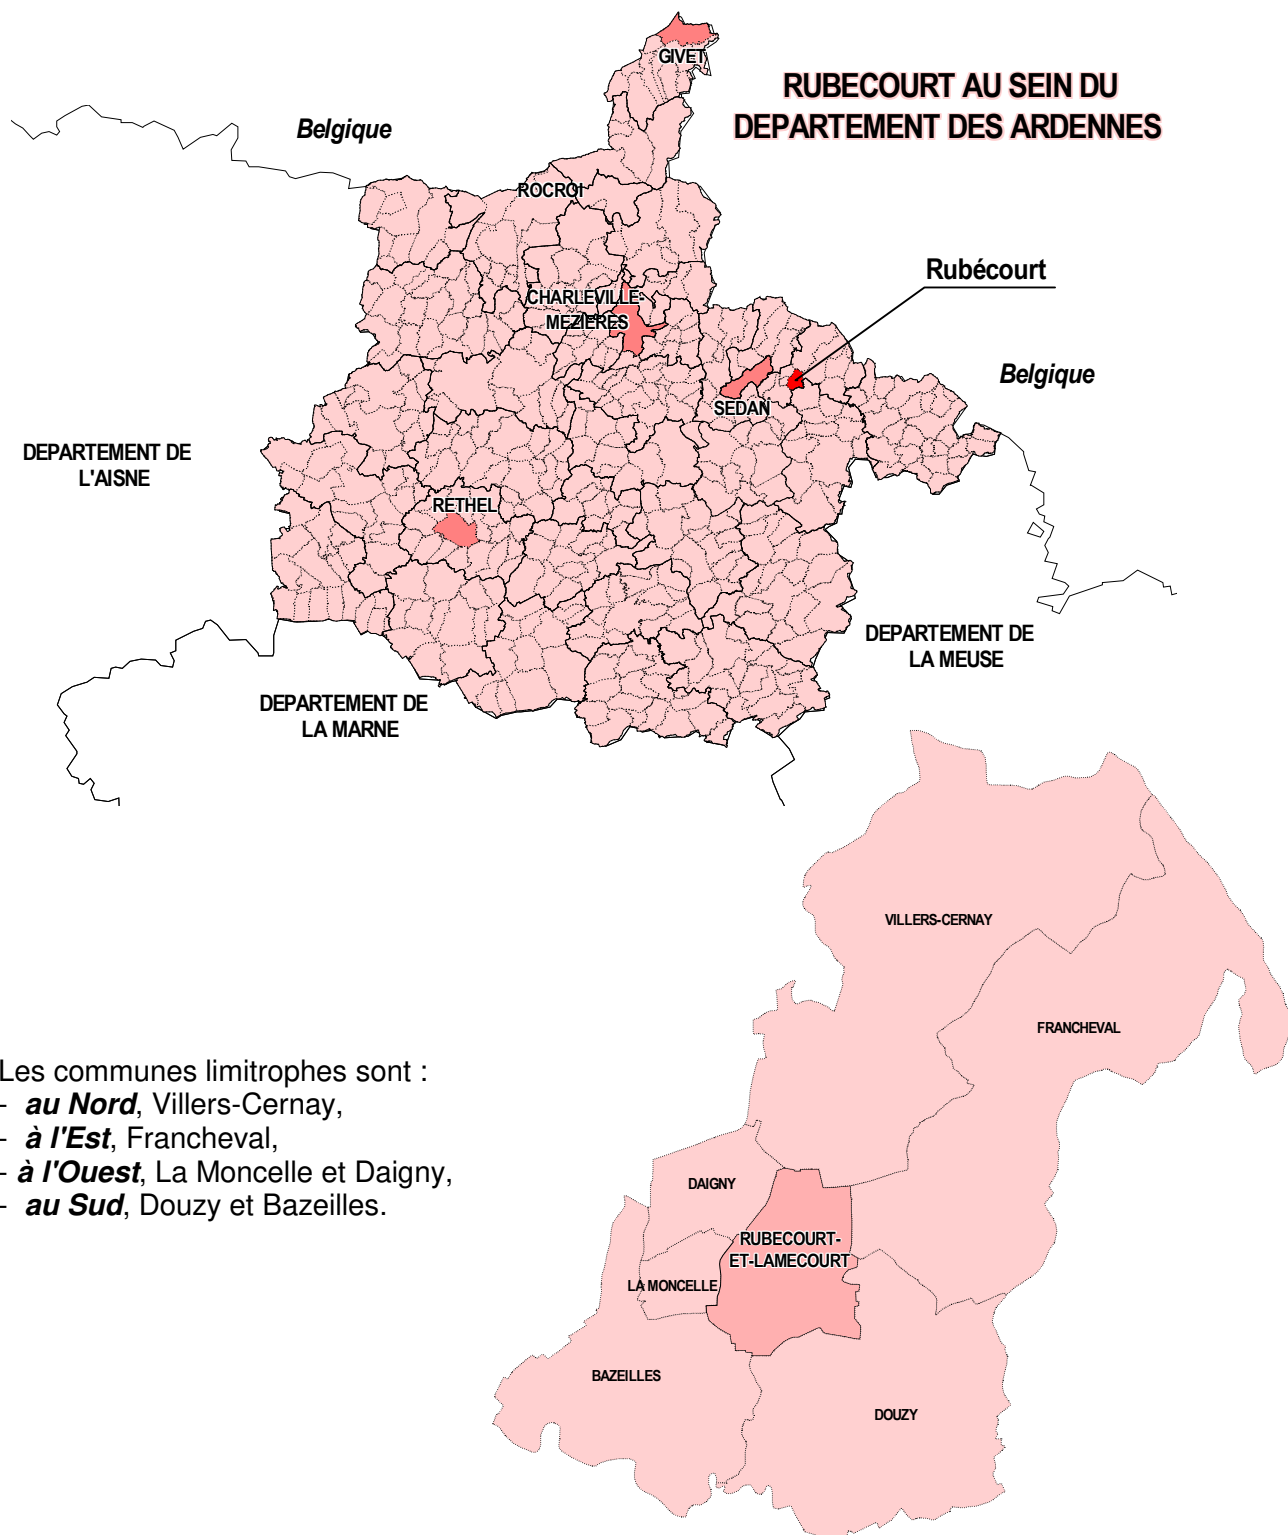 GIVET
RUBECOURT AU SEIN DU
DEPARTEMENT DES ARDENNES
Belgique
ROCROI
Rubécourt
CHARLEVILLE-
MEZIERES
Belgique
SEDAN
DEPARTEMENT DE
L'AISNE
RETHEL
DEPARTEMENT DE
LA MEUSE
DEPARTEMENT DE
LA MARNE
VILLERS-CERNAY
FRANCHEVAL
Les communes limitrophes sont :
- au Nord, Villers-Cernay,
- à l'Est, Francheval,
- à l'Ouest, La Moncelle et Daigny,
- au Sud, Douzy et Bazeilles.
DAIGNY
RUBECOURT-
ET-LAMECOURT
LA MONCELLE
BAZEILLES
DOUZY